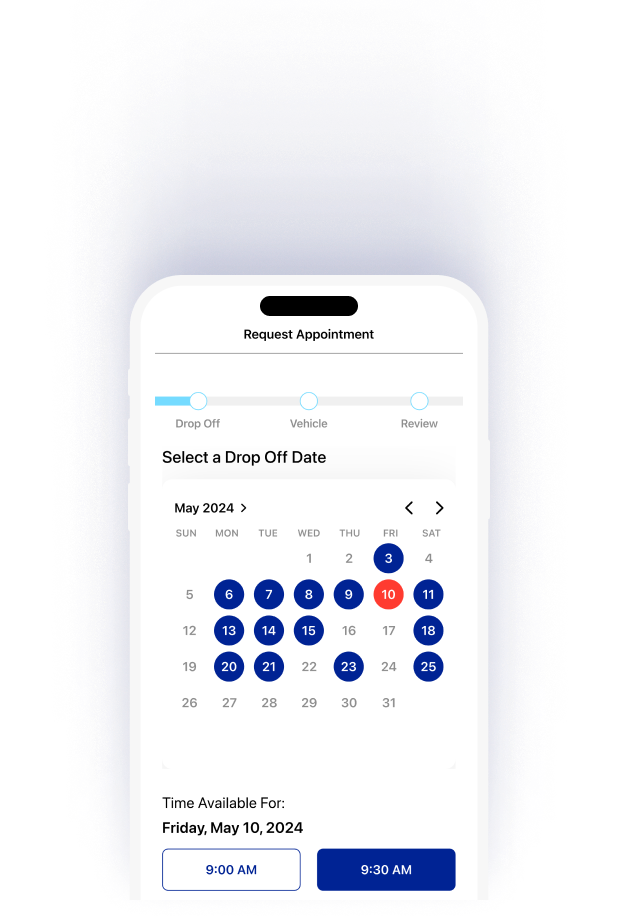 Request Appointment
Drop Off Vehicle Review
Select a Drop Off Date
May 2024
SUN MON TUE WED THU FRI SAT
1 2 3 4
5 6 7 8 9 10 11
12 13 14 15 16 17 18
19 20 21 22 23 24 25
26 27 28 29 30 31
Time Available For:
Friday, May 10, 2024
9:00 AM 9:30 AM